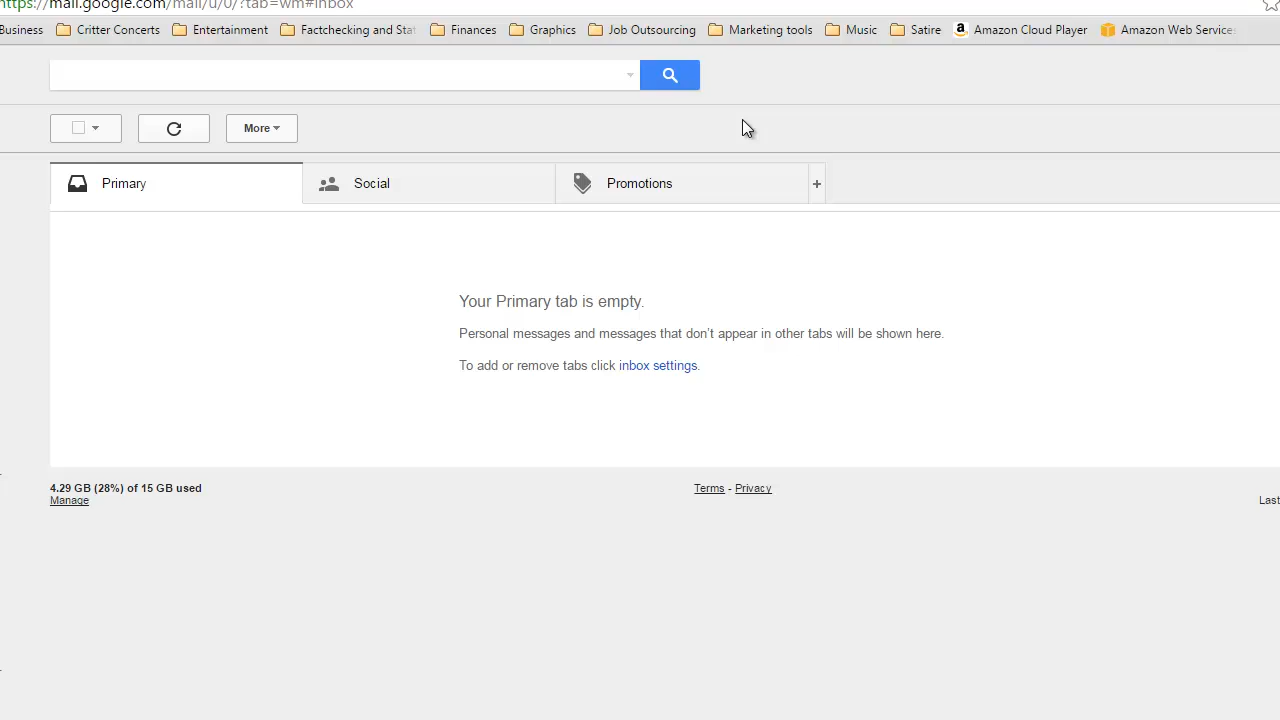 https://mail.google.com/mail/u/0/?tab=wm#inbox
Business Critter Concerts Entertainment Factchecking and Sta Finances Graphics Job Outsourcing Marketing tools Music Satire Amazon Cloud Player Amazon Web Services
More
Primary Social Promotions +
Your Primary tab is empty.
Personal messages and messages that don't appear in other tabs will be shown here.
To add or remove tabs click inbox settings.
4.29 GB (28%) of 15 GB used
Manage
Terms - Privacy
Last